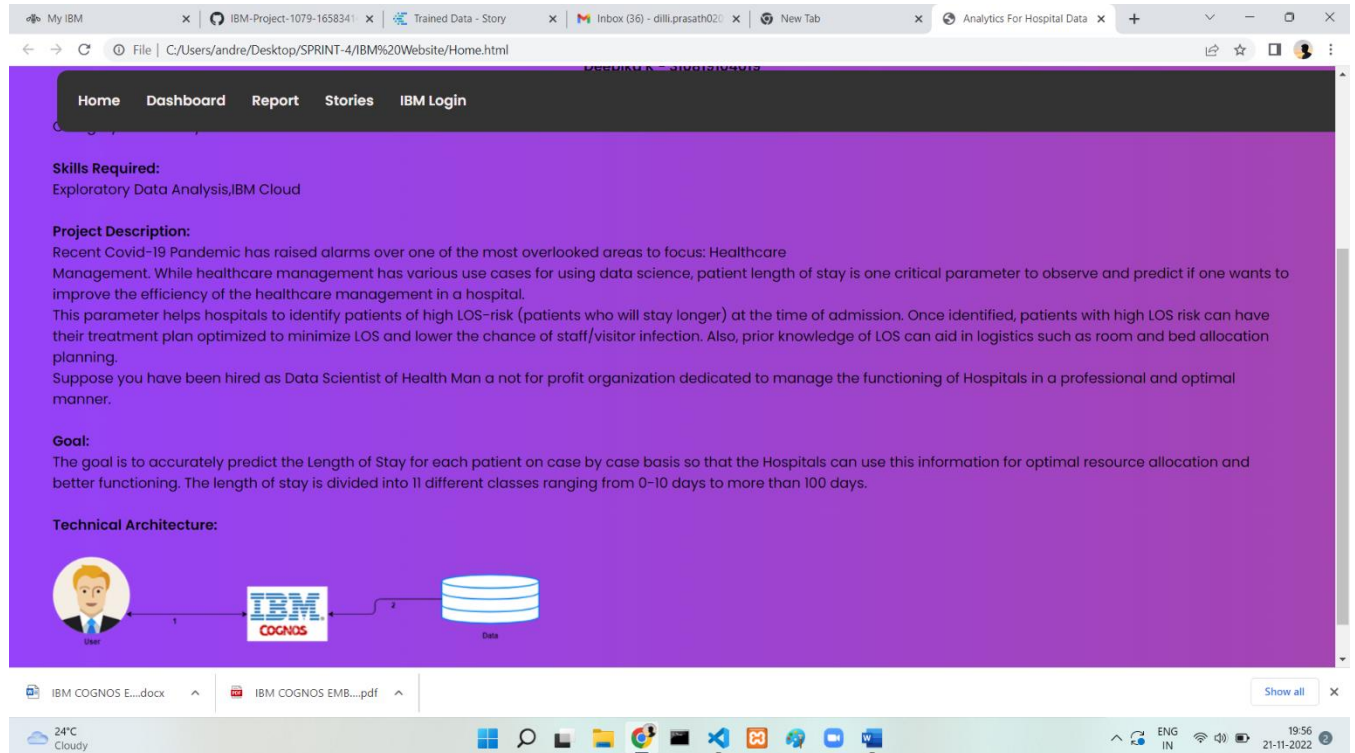 My IBM
IBM-Project-1079-1658341
Trained Data - Story
Inbox (36) - dilli.prasath020
New Tab
Analytics For Hospital Data
File | C:/Users/andre/Desktop/SPRINT-4/IBM%20Website/Home.html
Home Dashboard Report Stories IBM Login
Skills Required:
Exploratory Data Analysis,IBM Cloud
Project Description:
Recent Covid-19 Pandemic has raised alarms over one of the most overlooked areas to focus: Healthcare
Management. While healthcare management has various use cases for using data science, patient length of stay is one critical parameter to observe and predict if one wants to
improve the efficiency of the healthcare management in a hospital.
This parameter helps hospitals to identify patients of high LOS-risk (patients who will stay longer) at the time of admission. Once identified, patients with high LOS risk can have
their treatment plan optimized to minimize LOS and lower the chance of staff/visitor infection. Also, prior knowledge of LOS can aid in logistics such as room and bed allocation
planning.
Suppose you have been hired as Data Scientist of Health Man a not for profit organization dedicated to manage the functioning of Hospitals in a professional and optimal
manner.
Goal:
The goal is to accurately predict the Length of Stay for each patient on case by case basis so that the Hospitals can use this information for optimal resource allocation and
better functioning. The length of stay is divided into 11 different classes ranging from 0-10 days to more than 100 days.
Technical Architecture:
1
2
IBM
COGNOS
User
Data
IBM COGNOS E....docx
IBM COGNOS EMB....pdf
Show all
24°C
Cloudy
ENG
IN
19:56
21-11-2022
2